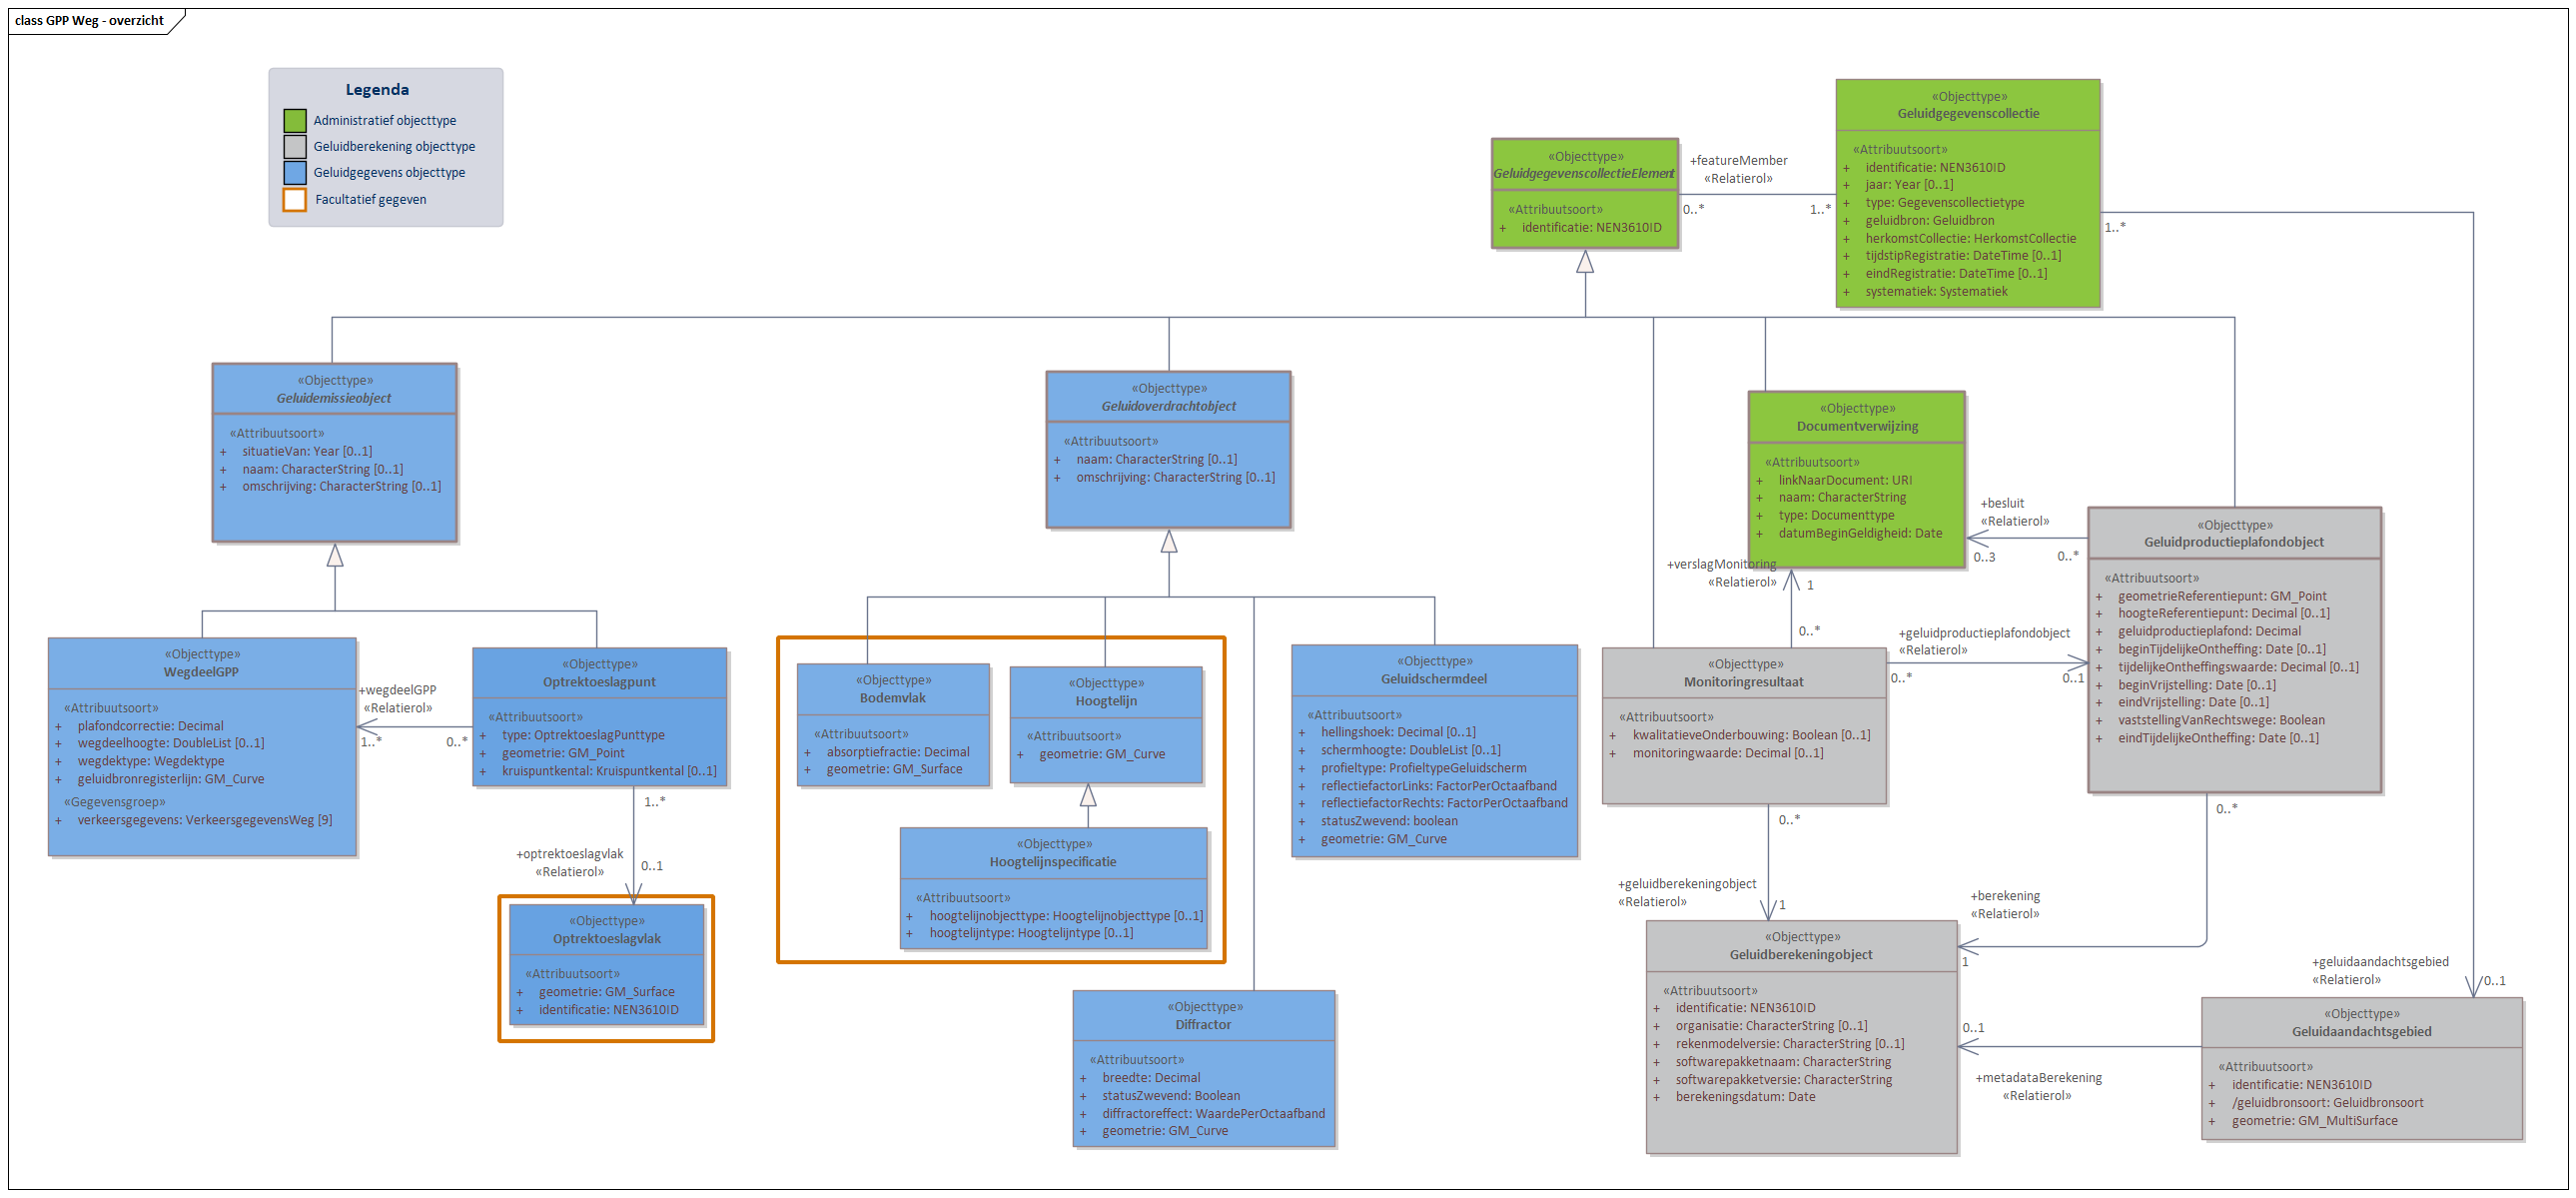 class GPP Weg - overzicht
Legenda
Administratief objecttype
Geluidberekening objecttype
Geluidgegevens objecttype
Facultatief gegeven
«Objecttype»
Geluidgegevenscollectie
«Attribuutsoort»
+ identificatie: NEN3610ID
+ jaar: Year [0..1]
+ type: Gegevenscollectietype
+ geluidbron: Geluidbron
+ herkomstCollectie: HerkomstCollectie
+ tijdstipRegistratie: DateTime [0..1]
+ eindRegistratie: DateTime [0..1]
+ systematiek: Systematiek
«Objecttype»
GeluidgegevenscollectieElement
«Attribuutsoort»
+ identificatie: NEN3610ID
+featureMember
«Relatierol»
0..*
1..*
1..*
«Objecttype»
Geluidemissieobject
«Attribuutsoort»
+ situatieVan: Year [0..1]
+ naam: CharacterString [0..1]
+ omschrijving: CharacterString [0..1]
«Objecttype»
Geluidoverdrachtobject
«Attribuutsoort»
+ naam: CharacterString [0..1]
+ omschrijving: CharacterString [0..1]
«Objecttype»
Documentverwijzing
«Attribuutsoort»
+ linkNaarDocument: URI
+ naam: CharacterString
+ type: Documenttype
+ datumBeginGeldigheid: Date
+besluit
«Relatierol»
0..3
0..*
«Objecttype»
Geluidproductieplafondobject
«Attribuutsoort»
+ geometrieReferentiepunt: GM_Point
+ hoogteReferentiepunt: Decimal [0..1]
+ geluidproductieplafond: Decimal
+ beginTijdelijkeOntheffing: Date [0..1]
+ tijdelijkeOntheffingswaarde: Decimal [0..1]
+ beginVrijstelling: Date [0..1]
+ eindVrijstelling: Date [0..1]
+ vaststellingVanRechtswege: Boolean
+ eindTijdelijkeOntheffing: Date [0..1]
+verslagMonitoring
«Relatierol»
1
0..*
+geluidproductieplafondobject
«Relatierol»
0..*
0..1
«Objecttype»
WegdeelGPP
«Attribuutsoort»
+ plafondcorrectie: Decimal
+ wegdeelhoogte: DoubleList [0..1]
+ wegdektype: Wegdektype
+ geluidbronregisterlijn: GM_Curve
«Gegevensgroep»
+ verkeersgegevens: VerkeersgegevensWeg [9]
+wegdeelGPP
«Relatierol»
1..*
0..*
«Objecttype»
Optrektoeslagpunt
«Attribuutsoort»
+ type: OptrektoeslagPunttype
+ geometrie: GM_Point
+ kruispuntkental: Kruispuntkental [0..1]
1..*
+optrektoeslagvlak
«Relatierol»
0..1
«Objecttype»
Optrektoeslagvlak
«Attribuutsoort»
+ geometrie: GM_Surface
+ identificatie: NEN3610ID
«Objecttype»
Bodemvlak
«Attribuutsoort»
+ absorptiefractie: Decimal
+ geometrie: GM_Surface
«Objecttype»
Hoogtelijn
«Attribuutsoort»
+ geometrie: GM_Curve
«Objecttype»
Hoogtelijnspecificatie
«Attribuutsoort»
+ hoogtelijnobjecttype: Hoogtelijnobjecttype [0..1]
+ hoogtelijntype: Hoogtelijntype [0..1]
«Objecttype»
Geluidschermdeel
«Attribuutsoort»
+ hellingshoek: Decimal [0..1]
+ schermhoogte: DoubleList [0..1]
+ profieltype: ProfieltypeGeluidscherm
+ reflectiefactorLinks: FactorPerOctaafband
+ reflectiefactorRechts: FactorPerOctaafband
+ statusZwevend: boolean
+ geometrie: GM_Curve
«Objecttype»
Diffractor
«Attribuutsoort»
+ breedte: Decimal
+ statusZwevend: Boolean
+ diffractoreffect: WaardePerOctaafband
+ geometrie: GM_Curve
«Objecttype»
Monitoringresultaat
«Attribuutsoort»
+ kwalitatieveOnderbouwing: Boolean [0..1]
+ monitoringwaarde: Decimal [0..1]
0..*
+geluidberekeningobject
«Relatierol»
1
0..*
+berekening
«Relatierol»
1
«Objecttype»
Geluidberekeningobject
«Attribuutsoort»
+ identificatie: NEN3610ID
+ organisatie: CharacterString [0..1]
+ rekenmodelversie: CharacterString [0..1]
+ softwarepakketnaam: CharacterString
+ softwarepakketversie: CharacterString
+ berekeningsdatum: Date
0..1
+metadataBerekening
«Relatierol»
+geluidaandachtsgebied
«Relatierol»
0..1
«Objecttype»
Geluidaandachtsgebied
«Attribuutsoort»
+ identificatie: NEN3610ID
+ /geluidbronsoort: Geluidbronsoort
+ geometrie: GM_MultiSurface